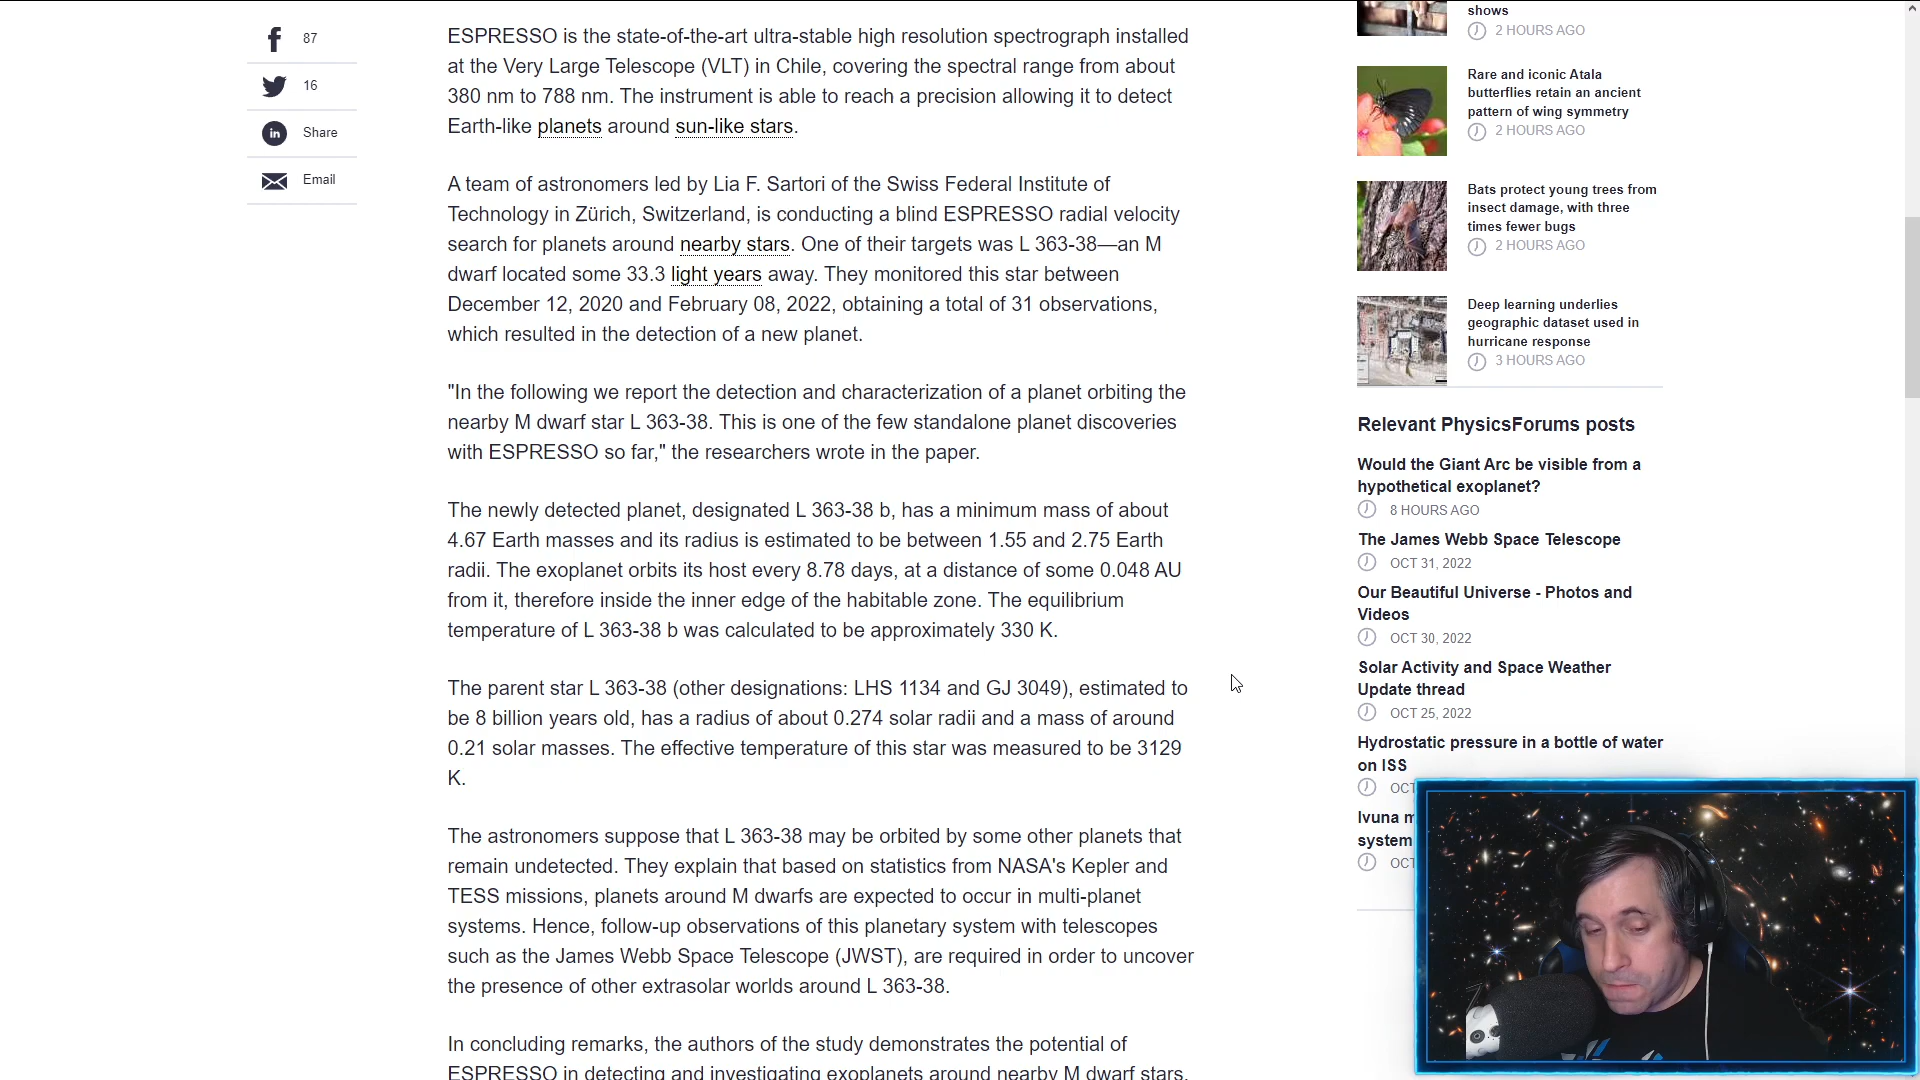 87
16
Share
Email
ESPRESSO is the state-of-the-art ultra-stable high resolution spectrograph installed
at the Very Large Telescope (VLT) in Chile, covering the spectral range from about
380 nm to 788 nm. The instrument is able to reach a precision allowing it to detect
Earth-like planets around sun-like stars.
A team of astronomers led by Lia F. Sartori of the Swiss Federal Institute of
Technology in Zürich, Switzerland, is conducting a blind ESPRESSO radial velocity
search for planets around nearby stars. One of their targets was L 363-38—an M
dwarf located some 33.3 light years away. They monitored this star between
December 12, 2020 and February 08, 2022, obtaining a total of 31 observations,
which resulted in the detection of a new planet.
"In the following we report the detection and characterization of a planet orbiting the
nearby M dwarf star L 363-38. This is one of the few standalone planet discoveries
with ESPRESSO so far," the researchers wrote in the paper.
The newly detected planet, designated L 363-38 b, has a minimum mass of about
4.67 Earth masses and its radius is estimated to be between 1.55 and 2.75 Earth
radii. The exoplanet orbits its host every 8.78 days, at a distance of some 0.048 AU
from it, therefore inside the inner edge of the habitable zone. The equilibrium
temperature of L 363-38 b was calculated to be approximately 330 K.
The parent star L 363-38 (other designations: LHS 1134 and GJ 3049), estimated to
be 8 billion years old, has a radius of about 0.274 solar radii and a mass of around
0.21 solar masses. The effective temperature of this star was measured to be 3129
K.
The astronomers suppose that L 363-38 may be orbited by some other planets that
remain undetected. They explain that based on statistics from NASA's Kepler and
TESS missions, planets around M dwarfs are expected to occur in multi-planet
systems. Hence, follow-up observations of this planetary system with telescopes
such as the James Webb Space Telescope (JWST), are required in order to uncover
the presence of other extrasolar worlds around L 363-38.
In concluding remarks, the authors of the study demonstrates the potential of
ESPRESSO in detecting and investigating exoplanets around nearby M dwarf stars.
shows
2 HOURS AGO
Rare and iconic Atala
butterflies retain an ancient
pattern of wing symmetry
2 HOURS AGO
Bats protect young trees from
insect damage, with three
times fewer bugs
2 HOURS AGO
Deep learning underlies
geographic dataset used in
hurricane response
3 HOURS AGO
Relevant PhysicsForums posts
Would the Giant Arc be visible from a
hypothetical exoplanet?
8 HOURS AGO
The James Webb Space Telescope
OCT 31, 2022
Our Beautiful Universe - Photos and
Videos
OCT 30, 2022
Solar Activity and Space Weather
Update thread
OCT 25, 2022
Hydrostatic pressure in a bottle of water
on ISS
OCT
Ivuna m
system
OCT